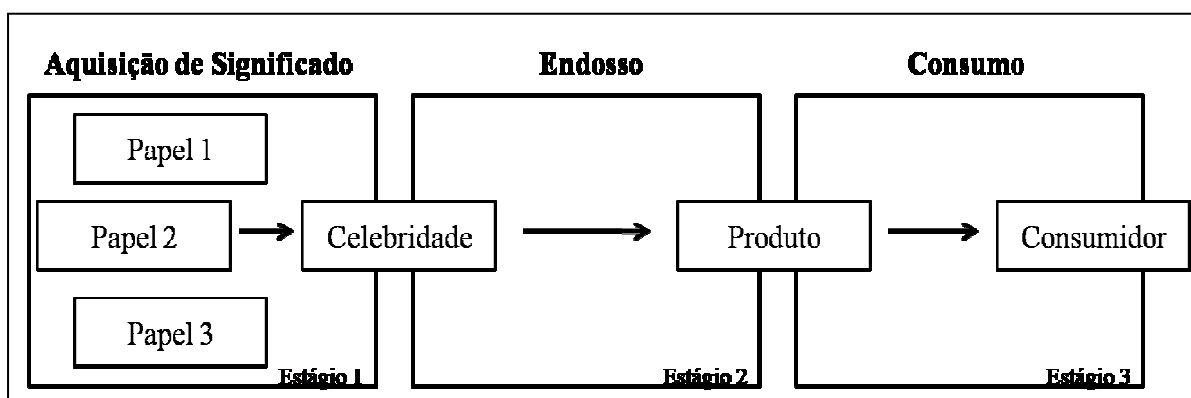 Aquisição de Significado
Endosso
Consumo
Papel 1
Papel 2
Celebridade
Produto
Consumidor
Papel 3
Estágio 1
Estágio 2
Estágio 3